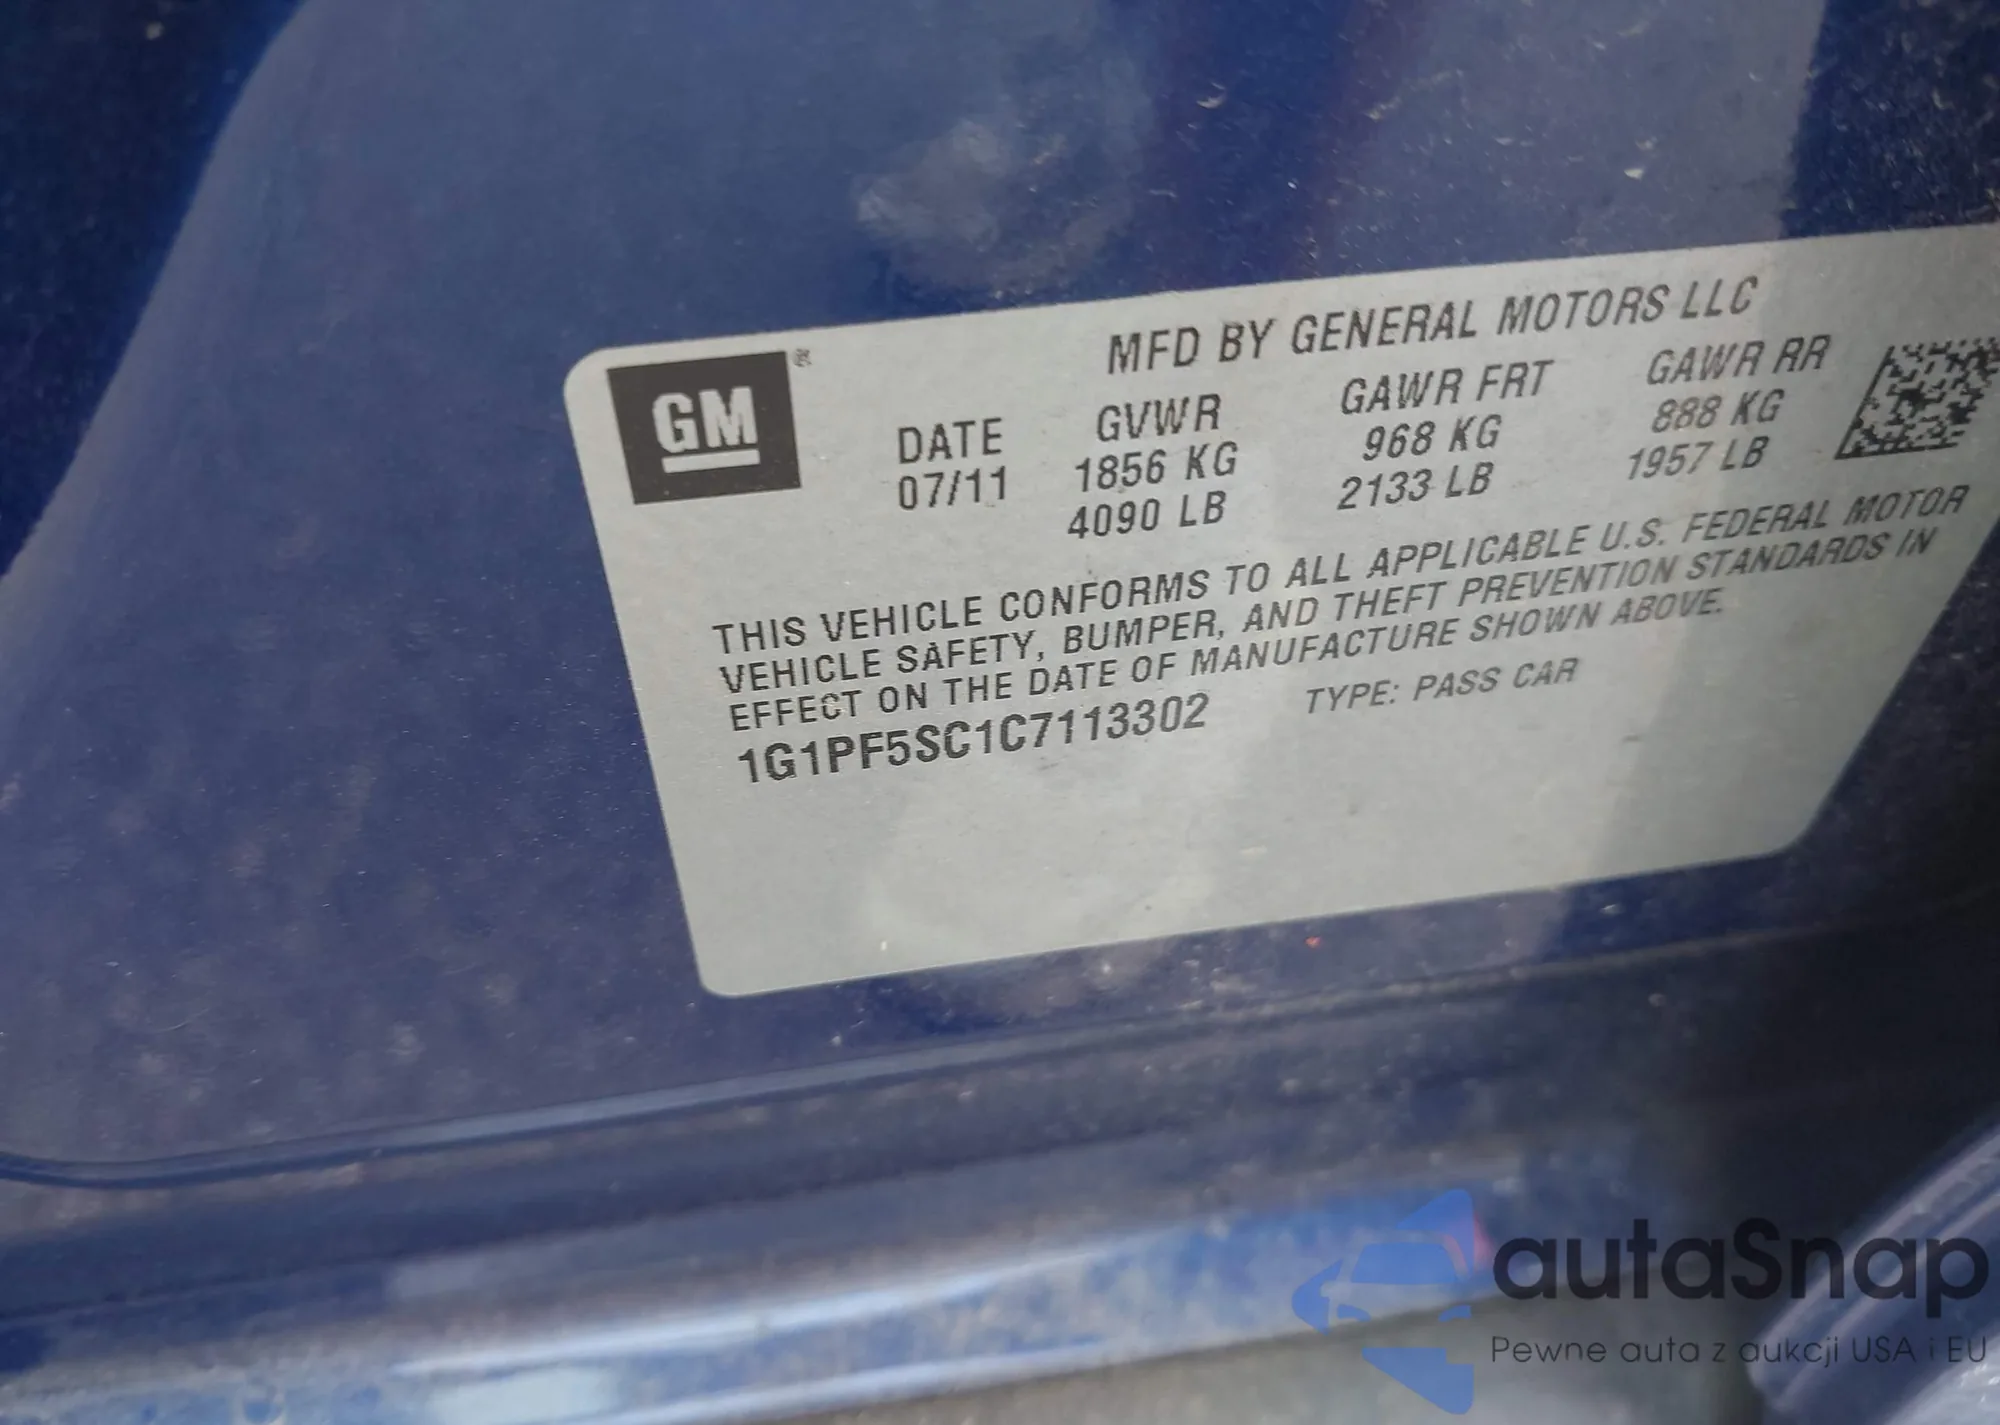 GM ®
MFD BY GENERAL MOTORS LLC
DATE GVWR GAWR FRT GAWR RR
07/11 1856 KG 968 KG 888 KG
4090 LB 2133 LB 1957 LB
THIS VEHICLE CONFORMS TO ALL APPLICABLE U.S. FEDERAL MOTOR
VEHICLE SAFETY, BUMPER, AND THEFT PREVENTION STANDARDS IN
EFFECT ON THE DATE OF MANUFACTURE SHOWN ABOVE.
1G1PF5SC1C7113302 TYPE: PASS CAR
autaSnap
Pewne auta z aukcji USA i EU